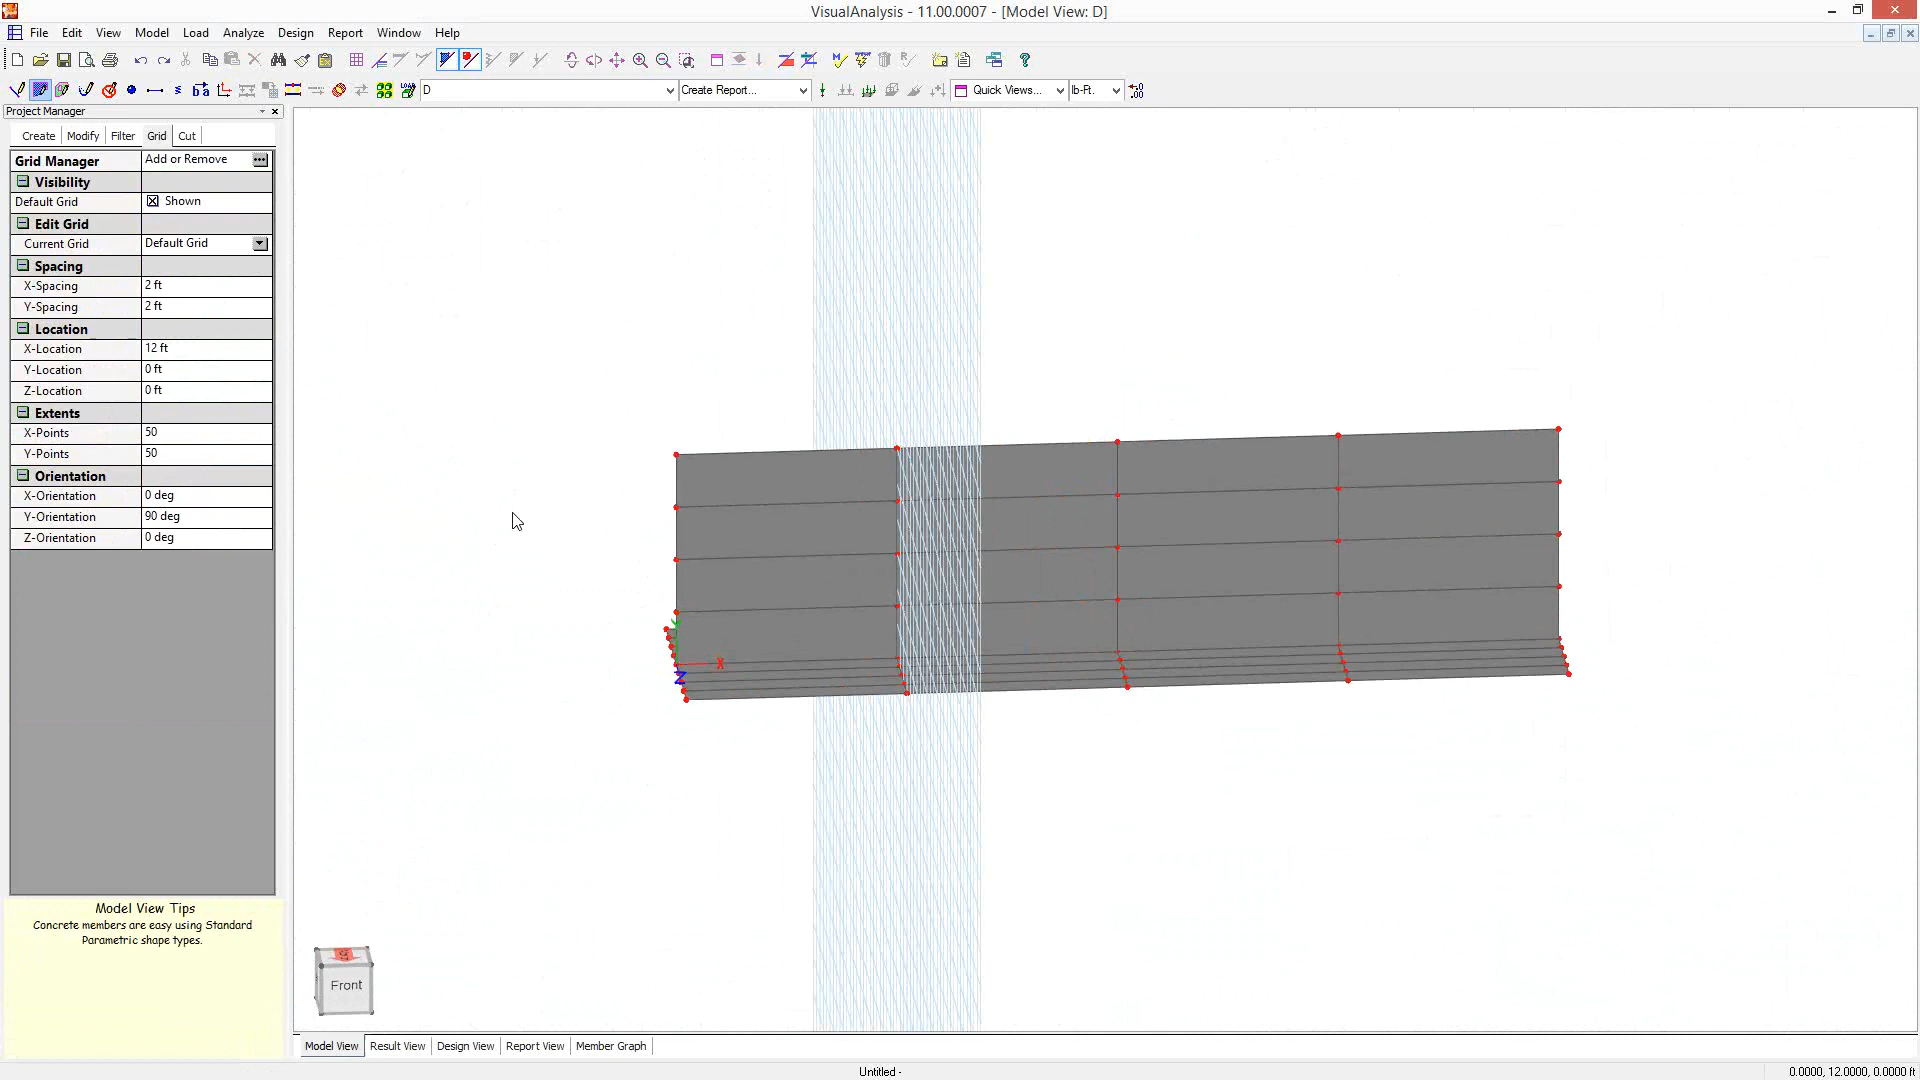 VisualAnalysis - 11.00.0007 - [Model View: D]
File Edit View Model Load Analyze Design Report Window Help
D Create Report... Quick Views... lb-Ft.
Project Manager
Create Modify Filter Grid Cut
Grid Manager Add or Remove
Visibility
Default Grid Shown
Edit Grid
Current Grid Default Grid
Spacing
X-Spacing 2 ft
Y-Spacing 2 ft
Location
X-Location 12 ft
Y-Location 0 ft
Z-Location 0 ft
Extents
X-Points 50
Y-Points 50
Orientation
X-Orientation 0 deg
Y-Orientation 90 deg
Z-Orientation 0 deg
Y
X
Z
Model View Tips
Concrete members are easy using Standard
Parametric shape types.
Front
Model View Result View Design View Report View Member Graph
Untitled - 0.0000, 12.0000, 0.0000 ft